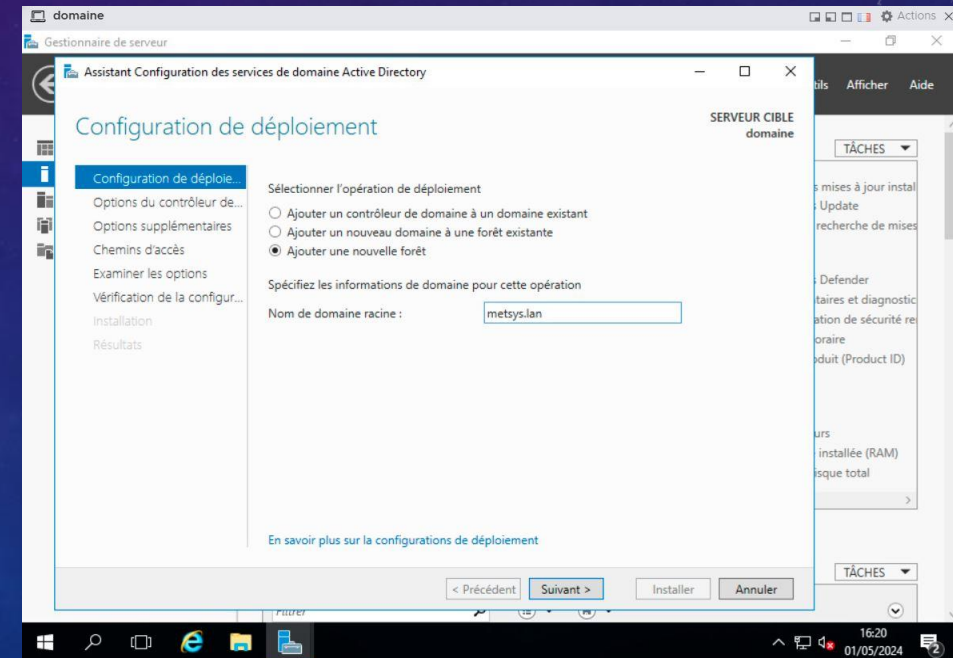 domaine
Actions
Gestionnaire de serveur
Assistant Configuration des services de domaine Active Directory
Afficher Aide
Configuration de déploiement
SERVEUR CIBLE
domaine
TÂCHES
Configuration de déploie...
Options du contrôleur de...
Options supplémentaires
Chemins d'accès
Examiner les options
Vérification de la configur...
Installation
Résultats
Sélectionner l'opération de déploiement
Ajouter un contrôleur de domaine à un domaine existant
Ajouter un nouveau domaine à une forêt existante
Ajouter une nouvelle forêt
Spécifiez les informations de domaine pour cette opération
Nom de domaine racine :
metsys.lan
mises à jour instal
Update
recherche de mises
Defender
taires et diagnostic
ation de sécurité re
oraire
oduit (Product ID)
urs
installée (RAM)
isque total
En savoir plus sur la configurations de déploiement
TÂCHES
< Précédent
Suivant >
Installer
Annuler
Filtrer
16:20
01/05/2024
2